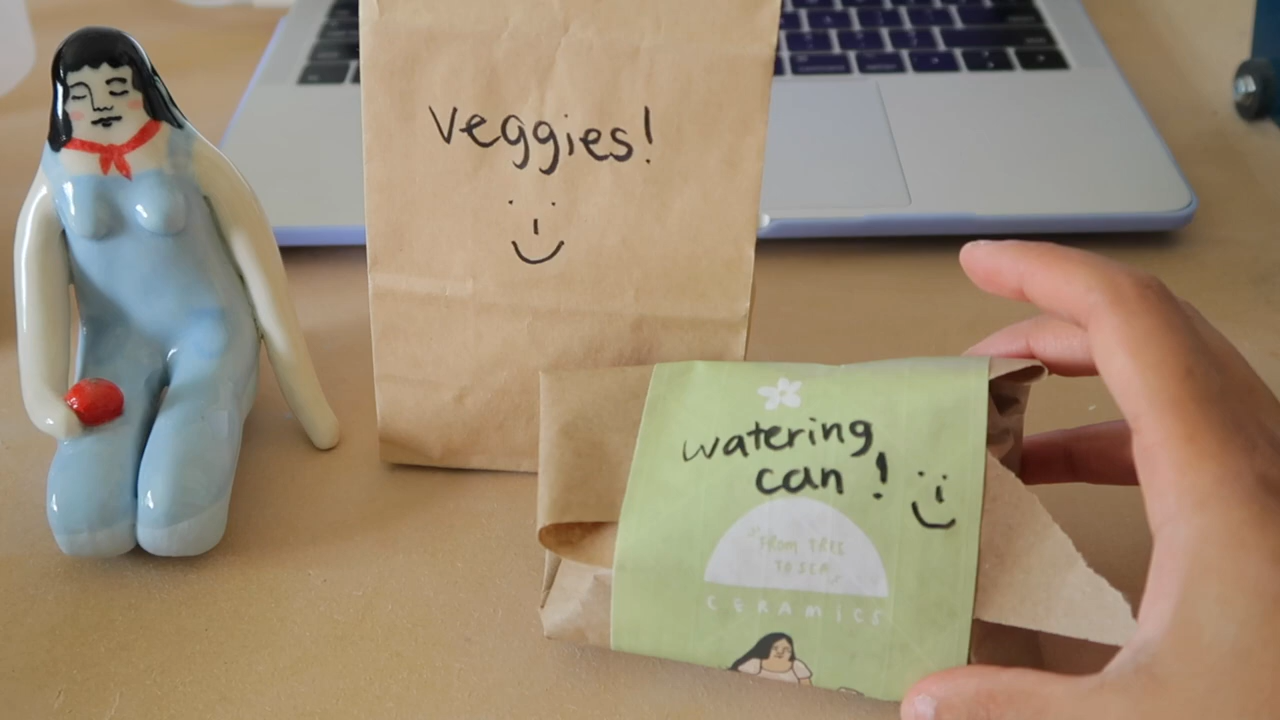 veggies!
watering
can!
"FROM TREE
TO SEA"
CERAMICS